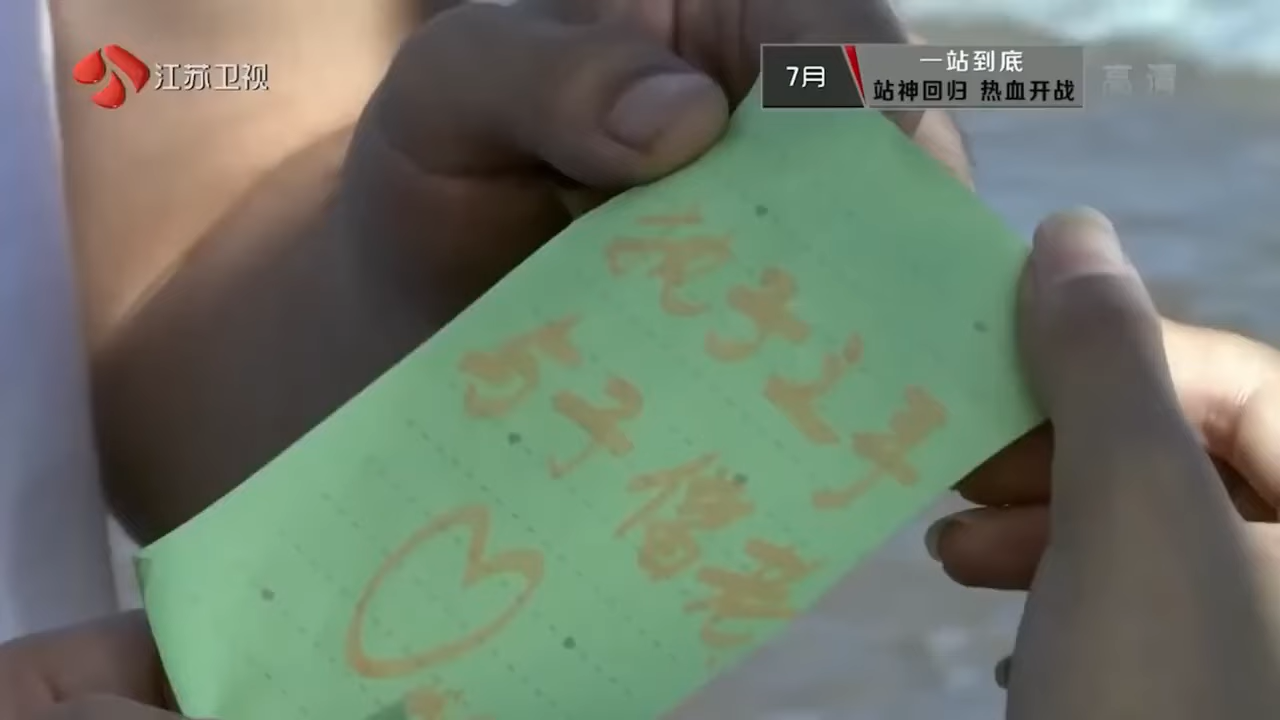 江苏卫视
7月
一站到底
站神回归 热血开战
高清
执子之手
与子偕老